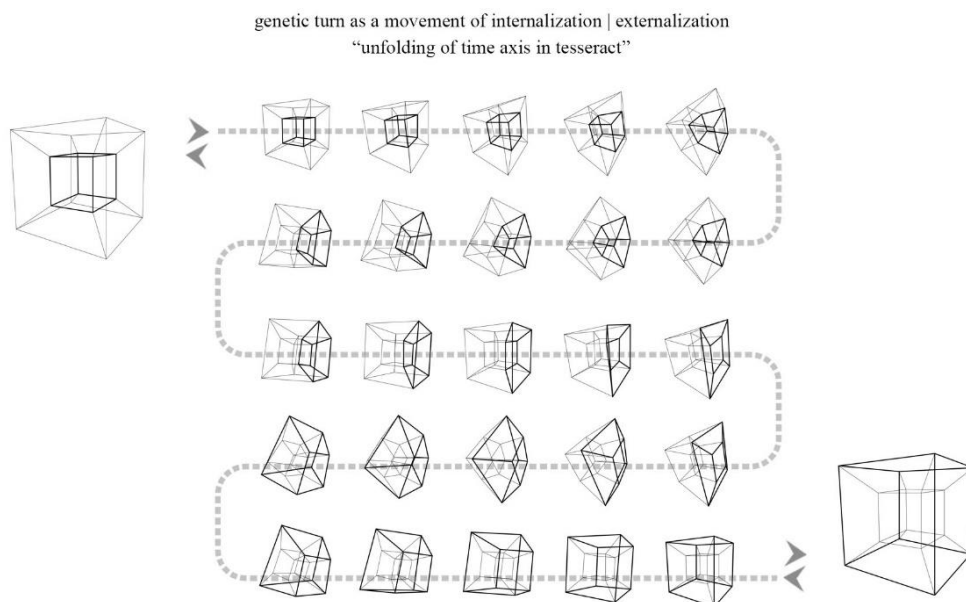 genetic turn as a movement of internalization | externalization
“unfolding of time axis in tesseract”